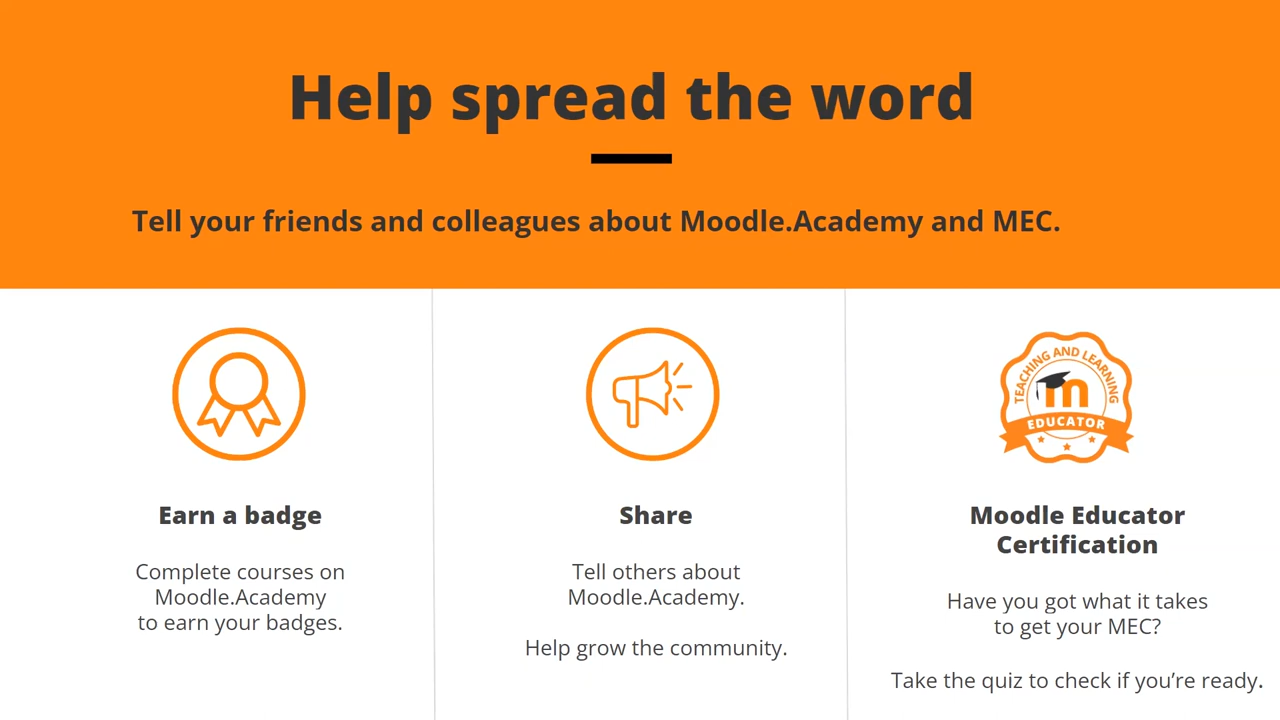 Help spread the word
Tell your friends and colleagues about Moodle.Academy and MEC.
Earn a badge
Complete courses on
Moodle.Academy
to earn your badges.
Share
Tell others about
Moodle.Academy.
Help grow the community.
TEACHING AND LEARNING
m
EDUCATOR
Moodle Educator
Certification
Have you got what it takes
to get your MEC?
Take the quiz to check if you’re ready.